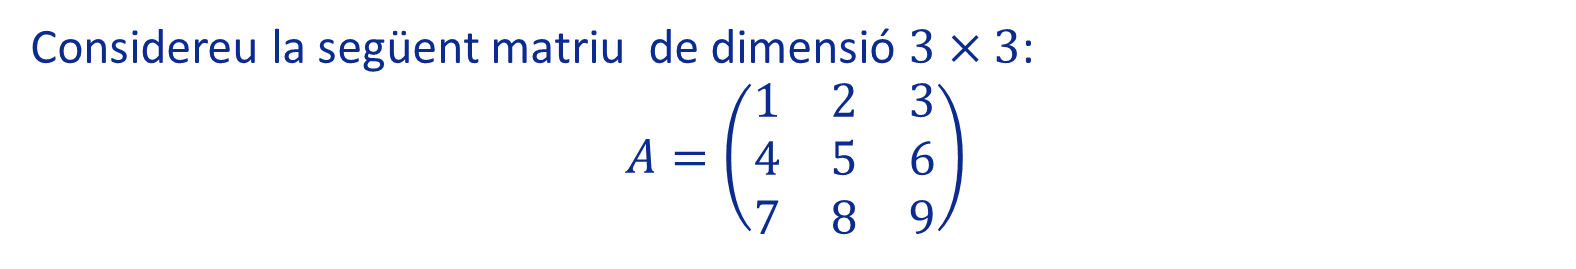 Considereu la següent matriu de dimensió 3 × 3:
1 2 3
A = 4 5 6
7 8 9